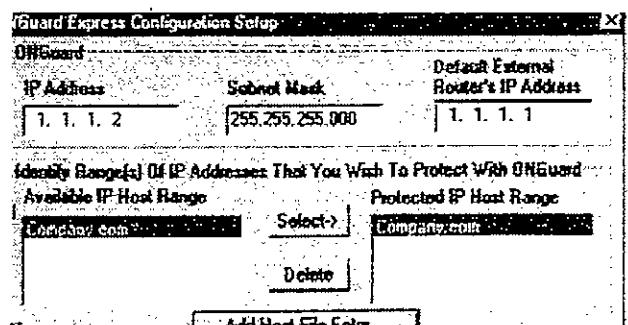 Guard Express Configuration Setup
ONGuard
IP Address
Subnet Mask
Default External
Router's IP Address
1. 1. 1. 2
255.255.255.000
1. 1. 1. 1
Identify Range[s] Of IP Addresses That You Wish To Protect With ONGuard
Available IP Host Range
Protected IP Host Range
Company.com
Select>
Company.com
Delete
Add Host File Entry